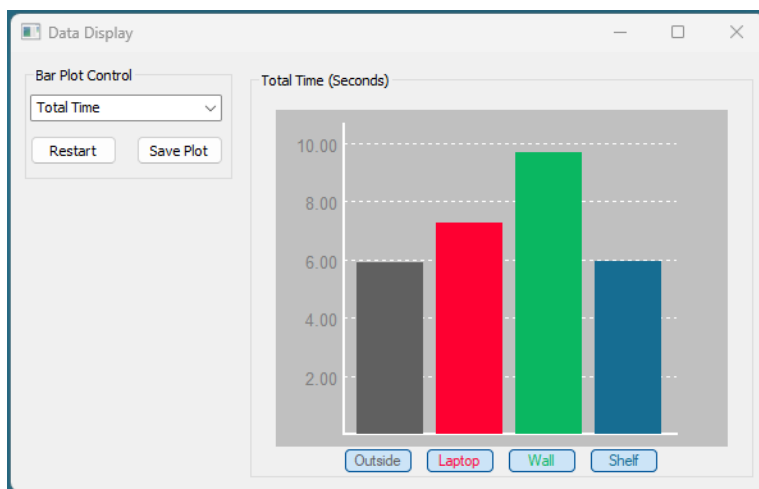 Data Display
Bar Plot Control
Total Time
Restart Save Plot
Total Time (Seconds)
10.00
8.00
6.00
4.00
2.00
Outside Laptop Wall Shelf